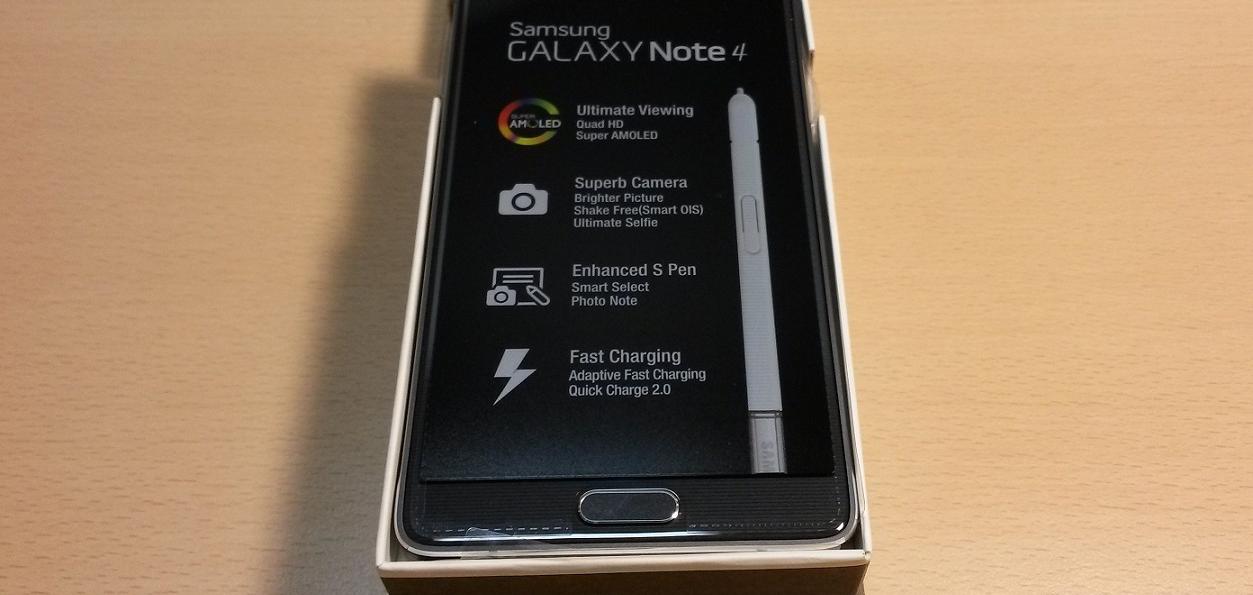 Samsung
GALAXY Note 4
SUPER
AMOLED
Ultimate Viewing
Quad HD
Super AMOLED
Superb Camera
Brighter Picture
Shake Free(Smart OIS)
Ultimate Selfie
Enhanced S Pen
Smart Select
Photo Note
Fast Charging
Adaptive Fast Charging
Quick Charge 2.0
SAM